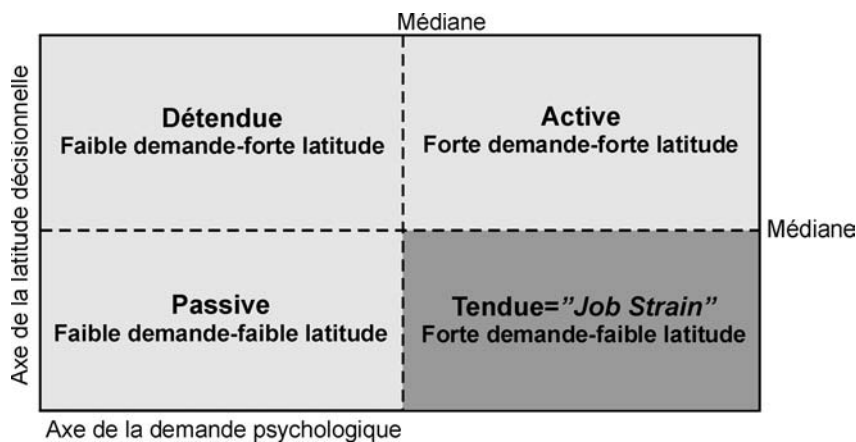 Médiane
Axe de la latitude décisionnelle
Détendue
Faible demande-forte latitude
Active
Forte demande-forte latitude
Médiane
Passive
Faible demande-faible latitude
Tendue=”Job Strain”
Forte demande-faible latitude
Axe de la demande psychologique